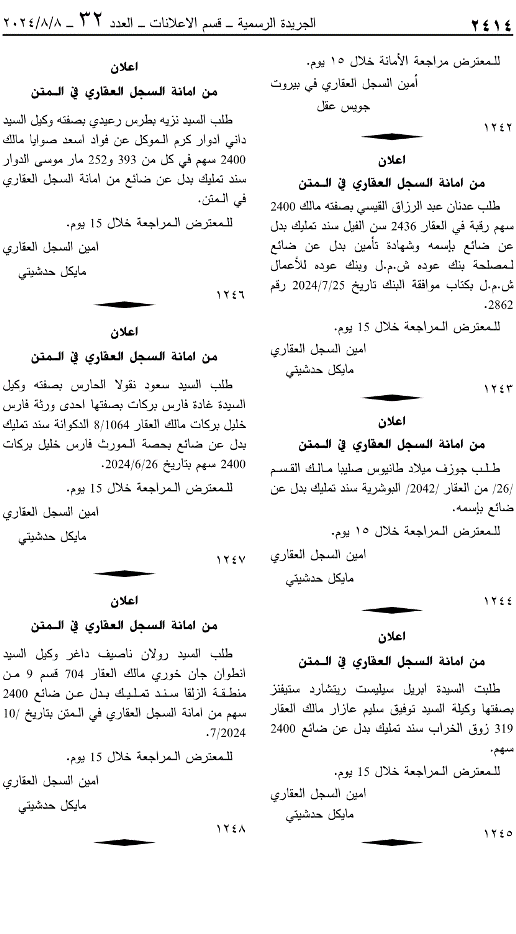 ٢٤١٤
الجريدة الرسمية ــ قسم الاعلانات ــ العدد ٣٢ ــ ٢٠٢٤/٨/٨
للمعترض مراجعة الأمانة خلال ١٥ يوم.
أمين السجل العقاري في بيروت
جويس عقل
١٢٤٢
اعلان
من امانة السجل العقاري في المتن
طلب عدنان عبد الرزاق القيسي بصفته مالك 2400
سهم رقبة في العقار 2436 سن الفيل سند تمليك بدل
عن ضائع بإسمه وشهادة تأمين بدل عن ضائع
لمصلحة بنك عوده ش.م.ل وبنك عوده للأعمال
ش.م.ل بكتاب موافقة البنك تاريخ 2024/7/25 رقم
2862.
للمعترض المراجعة خلال 15 يوم.
امين السجل العقاري
مايكل حدشيتي
١٢٤٣
اعلان
من امانة السجل العقاري في المتن
طلب جوزف ميلاد طانيوس صليبا مالك القسم
/26/ من العقار /2042/ البوشرية سند تمليك بدل عن
ضائع بإسمه.
للمعترض المراجعة خلال ١٥ يوم.
امين السجل العقاري
مايكل حدشيتي
١٢٤٤
اعلان
من امانة السجل العقاري في المتن
طلبت السيدة ابريل سيليست ريتشارد ستيفنز
بصفتها وكيلة السيد توفيق سليم عازار مالك العقار
319 زوق الخراب سند تمليك بدل عن ضائع 2400
سهم.
للمعترض المراجعة خلال 15 يوم.
امين السجل العقاري
مايكل حدشيتي
١٢٤٥
اعلان
من امانة السجل العقاري في المتن
طلب السيد نزيه بطرس رعيدي بصفته وكيل السيد
داني ادوار كرم الموكل عن فواد اسعد صوايا مالك
2400 سهم في كل من 393 و252 مار موسى الدوار
سند تمليك بدل عن ضائع من امانة السجل العقاري
في المتن.
للمعترض المراجعة خلال 15 يوم.
امين السجل العقاري
مايكل حدشيتي
١٢٤٦
اعلان
من امانة السجل العقاري في المتن
طلب السيد سعود نقولا الحارس بصفته وكيل
السيدة غادة فارس بركات بصفتها احدى ورثة فارس
خليل بركات مالك العقار 8/1064 الدكوانة سند تمليك
بدل عن ضائع بحصة المورث فارس خليل بركات
2400 سهم بتاريخ 2024/6/26.
للمعترض المراجعة خلال 15 يوم.
امين السجل العقاري
مايكل حدشيتي
١٢٤٧
اعلان
من امانة السجل العقاري في المتن
طلب السيد رولان ناصيف داغر وكيل السيد
انطوان جان خوري مالك العقار 704 قسم 9 من
منطقة الزلقا سند تمليك بدل عن ضائع 2400
سهم من امانة السجل العقاري في المتن بتاريخ /10
7/2024.
للمعترض المراجعة خلال 15 يوم.
امين السجل العقاري
مايكل حدشيتي
١٢٤٨